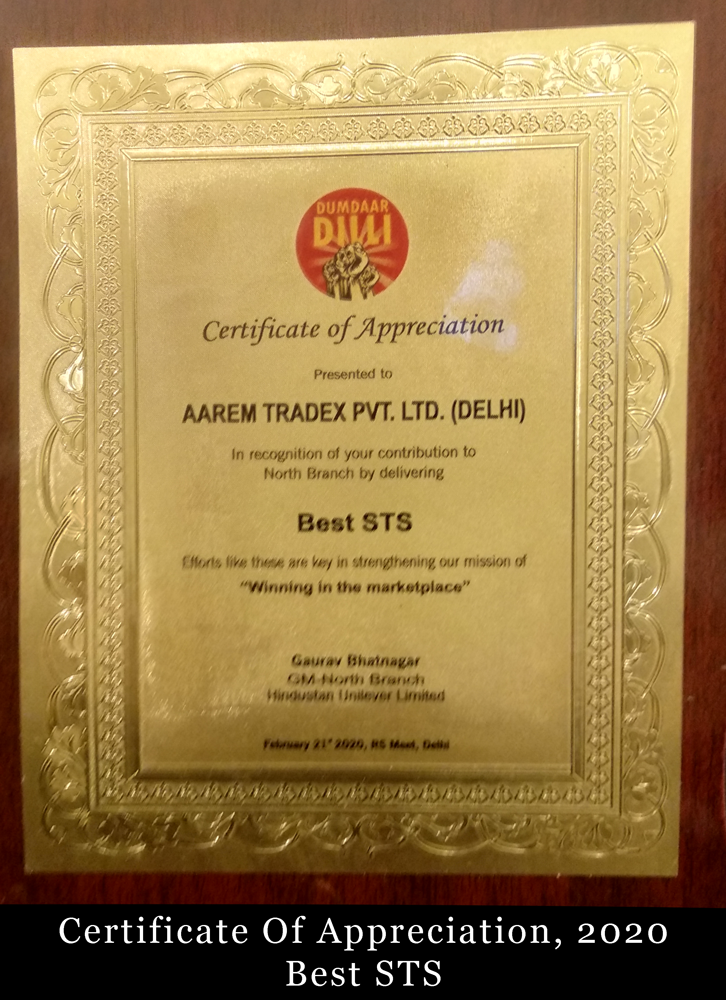 DUMDAAR
DILLI
Certificate of Appreciation
Presented to
AAREM TRADEX PVT. LTD. (DELHI)
In recognition of your contribution to
North Branch by delivering
Best STS
Efforts like these are key in strengthening our mission of
“Winning in the marketplace”
Gaurav Bhatnagar
GM-North Branch
Hindustan Unilever Limited
February 21st 2020, RS Meet, Delhi
Certificate Of Appreciation, 2020
Best STS